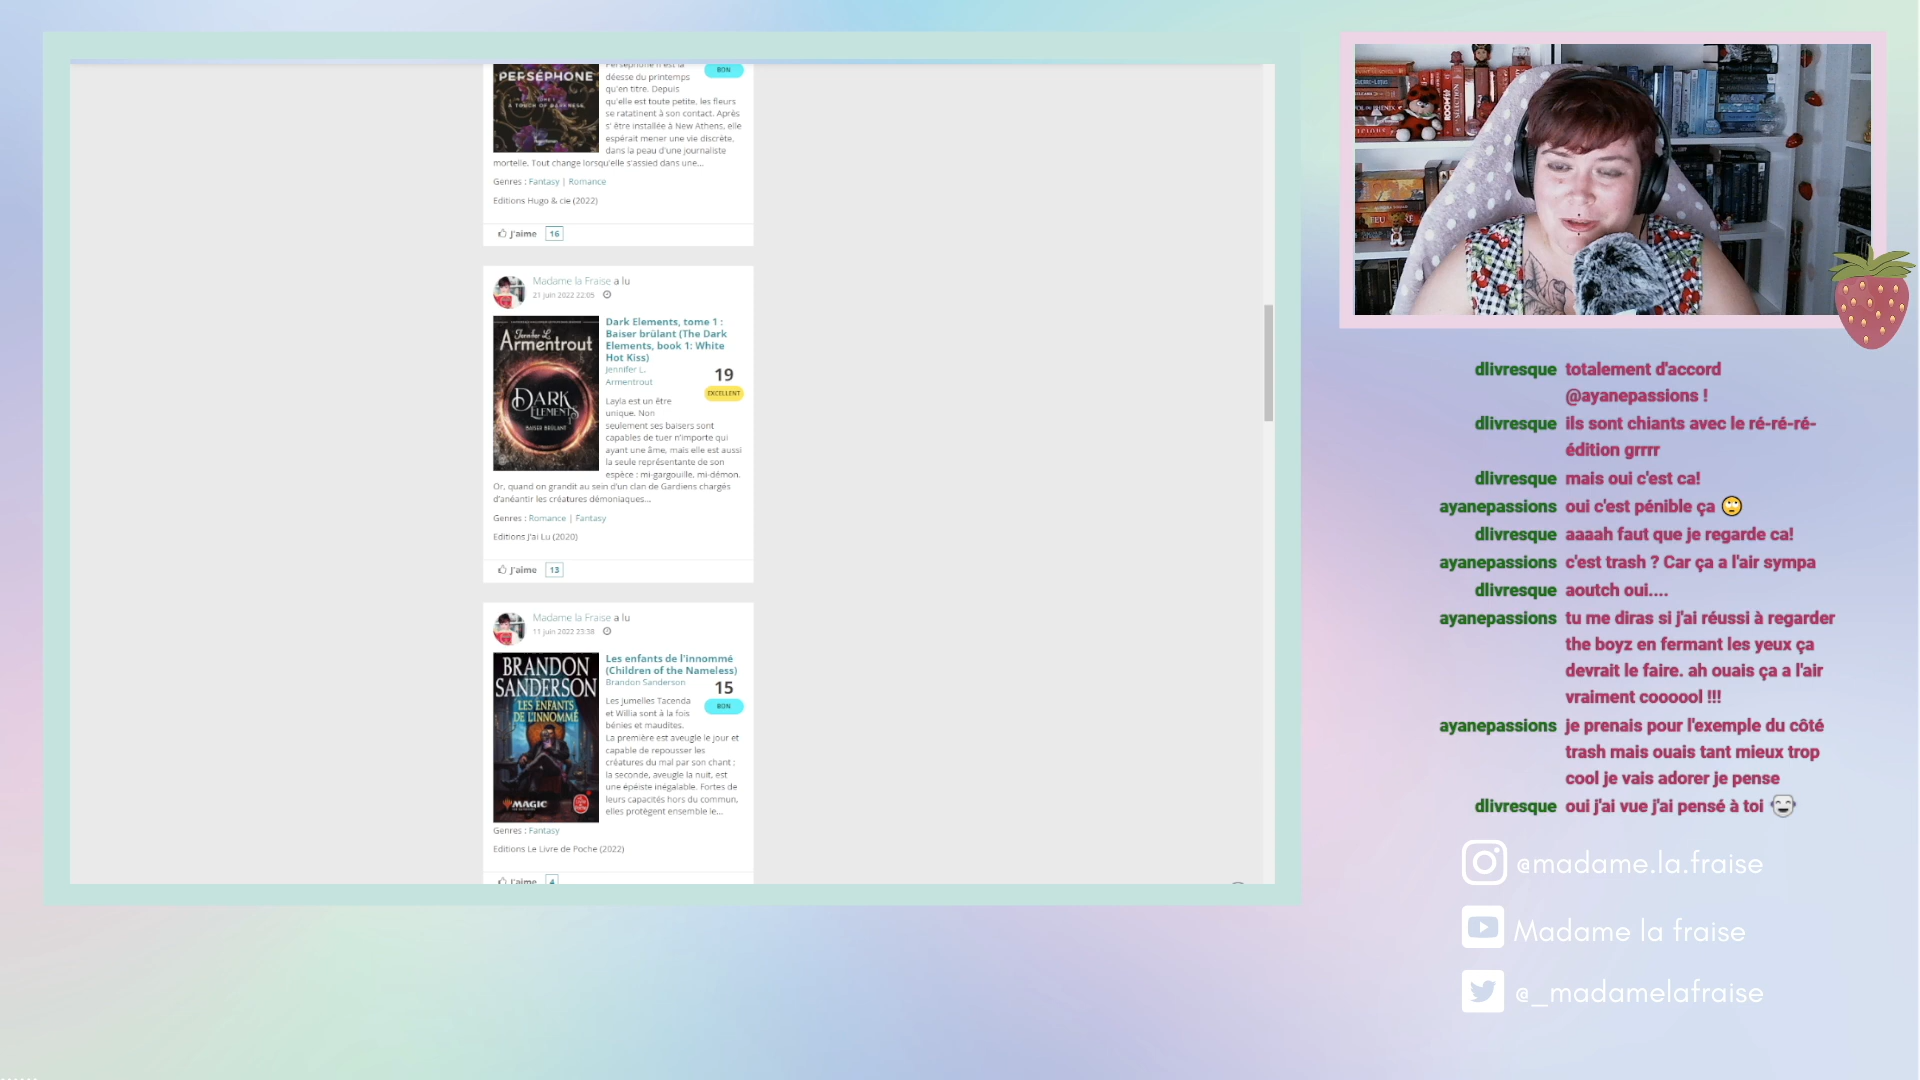 PERSÉPHONE
A TOUCH OF DARKNESS
déesse du printemps
qu'en titre. Depuis
qu'elle est toute petite, les fleurs
se ratatinent à son contact. Après
s' être installée à New Athens, elle
espérait mener une vie discrète,
dans la peau d'une journaliste
mortelle. Tout change lorsqu'elle s'assied dans une...
BON
Genres : Fantasy | Romance
Editions Hugo & cie (2022)
J'aime 16
Madame la Fraise a lu
21 juin 2022 22:05
Jennifer L.
Armentrout
DARK
ELEMENTS
BAISER BRÛLANT
Dark Elements, tome 1 :
Baiser brûlant (The Dark
Elements, book 1: White
Hot Kiss)
Jennifer L.
Armentrout
19
EXCELLENT
Layla est un être
unique. Non
seulement ses baisers sont
capables de tuer n'importe qui
ayant une âme, mais elle est aussi
la seule représentante de son
espèce : mi-gargouille, mi-démon.
Or, quand on grandit au sein d'un clan de Gardiens chargés
d'anéantir les créatures démoniaques...
Genres : Romance | Fantasy
Editions J'ai Lu (2020)
J'aime 13
Madame la Fraise a lu
11 juin 2022 23:38
BRANDON
SANDERSON
LES ENFANTS
DE L'INNOMMÉ
MAGIC
Les enfants de l'innommé
(Children of the Nameless)
Brandon Sanderson
15
BON
Les jumelles Tacenda
et Willia sont à la fois
bénies et maudites.
La première est aveugle le jour et
capable de repousser les
créatures du mal par son chant ;
la seconde, aveugle la nuit, est
une épéiste inégalable. Fortes de
leurs capacités hors du commun,
elles protègent ensemble le...
Genres : Fantasy
Editions Le Livre de Poche (2022)
J'aime 4
SELECTION
FEU
dlivresque totalement d'accord
@ayanepassions !
dlivresque ils sont chiants avec le ré-ré-ré-
édition grrrr
dlivresque mais oui c'est ca!
ayanepassions oui c'est pénible ça 🙄
dlivresque aaaah faut que je regarde ca!
ayanepassions c'est trash ? Car ça a l'air sympa
dlivresque aoutch oui....
ayanepassions tu me diras si j'ai réussi à regarder
the boyz en fermant les yeux ça
devrait le faire. ah ouais ça a l'air
vraiment coooool !!!
ayanepassions je prenais pour l'exemple du côté
trash mais ouais tant mieux trop
cool je vais adorer je pense
dlivresque oui j'ai vue j'ai pensé à toi
@madame.la.fraise
Madame la fraise
@_madamelafraise